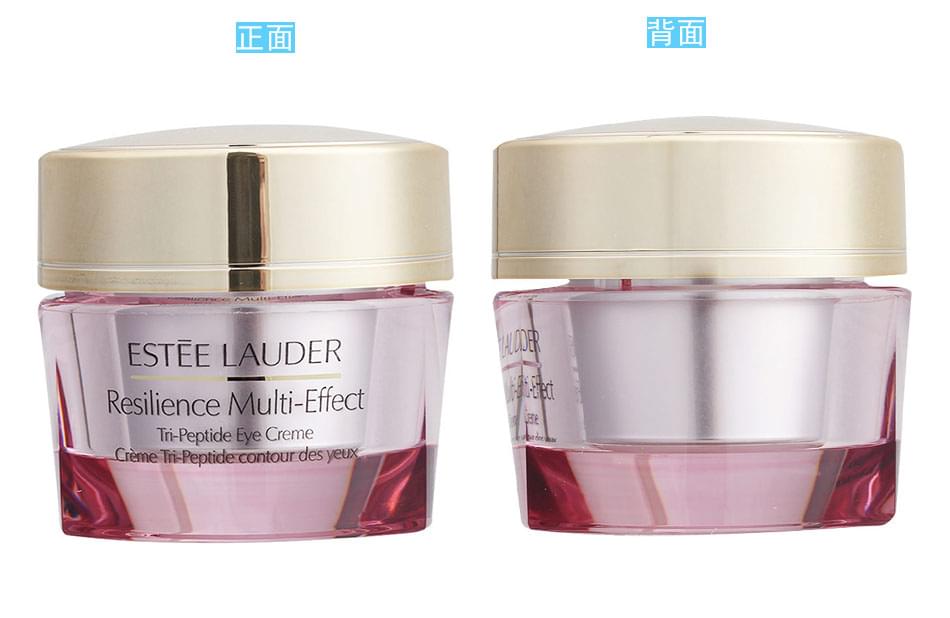 正面
背面
ESTĒE LAUDER
Resilience Multi-Effect
Tri-Peptide Eye Creme
Crème Tri-Peptide contour des yeux